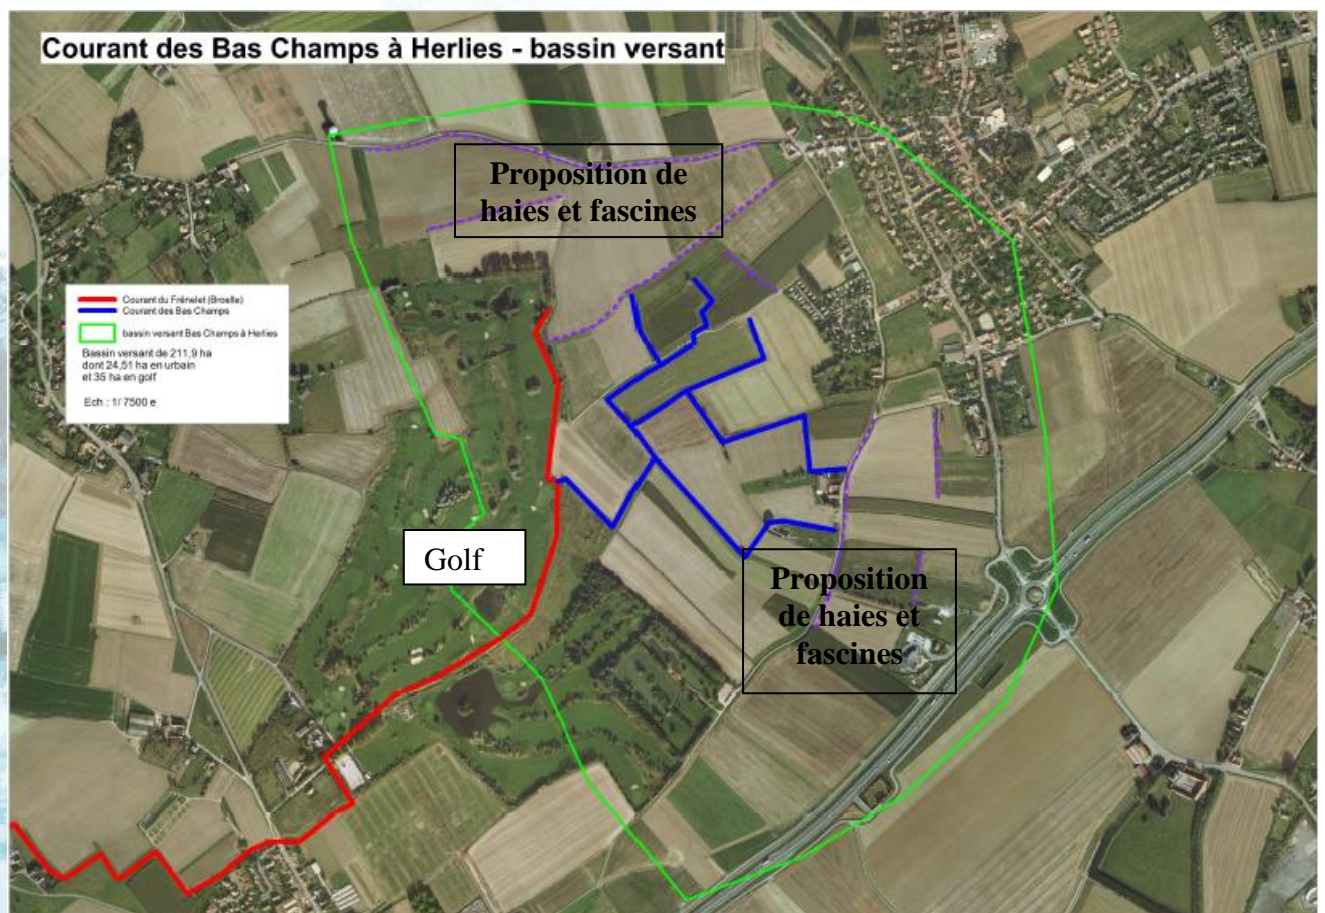 Courant des Bas Champs à Herlies - bassin versant
Proposition de
haies et fascines
Courant du Frénelet (Broelle)
Courant des Bas Champs
bassin versant Bas Champs à Herlies
Bassin versant de 211,9 ha
dont 24,51 ha en urbain
et 35 ha en golf
Ech : 1/ 7500 e
Golf
Proposition
de haies et
fascines